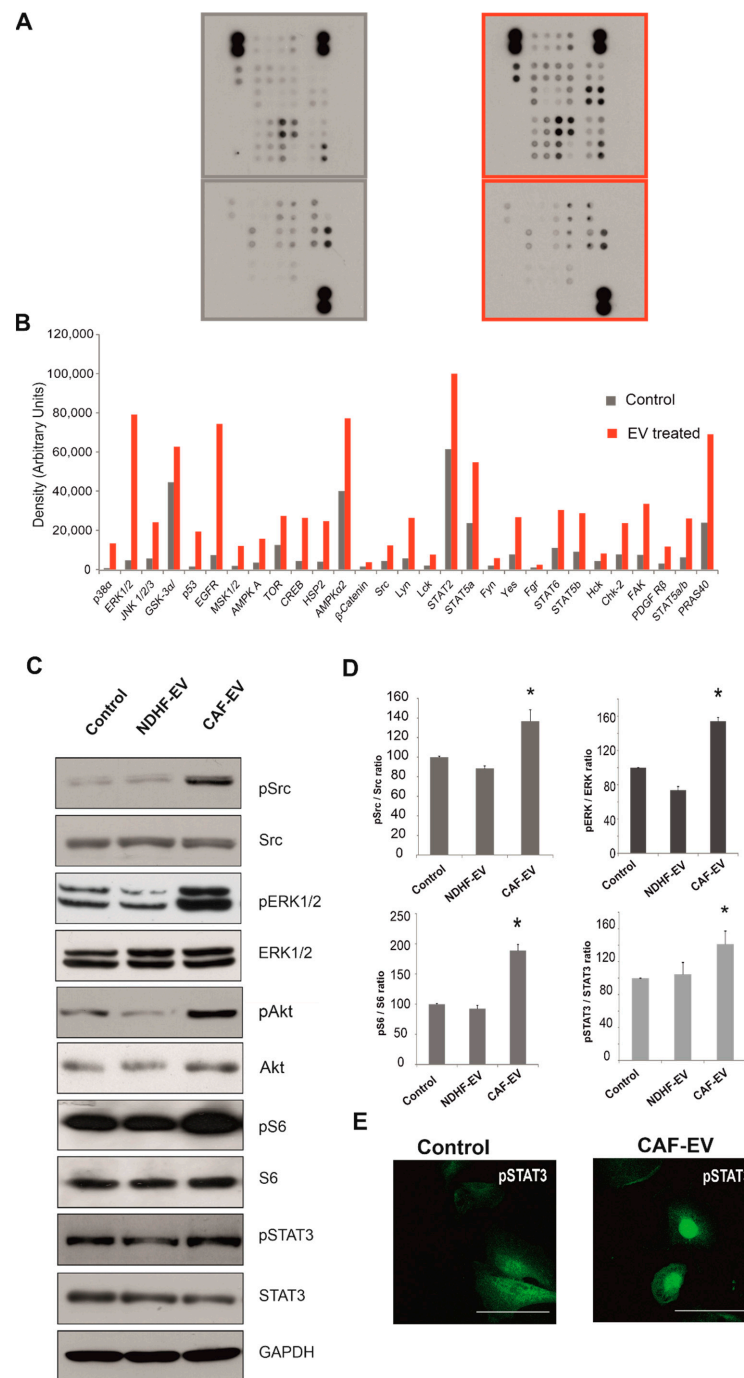 A
B
120,000
100,000
80,000
60,000
40,000
20,000
0
Density (Arbitrary Units)
Control
EV treated
p38α
ERK1/2
JNK 1/2/3
GSK-3α/
p53
EGFR
MSK1/2
AMPK A
TOR
CREB
HSP2
AMPKα2
β-Catenin
Src
Lyn
Lck
STAT2
STAT5a
Fyn
Yes
Fgr
STAT6
STAT5b
Hck
Chk-2
FAK
PDGF Rβ
STAT5a/b
PRAS40
C
Control
NDHF-EV
CAF-EV
pSrc
Src
pERK1/2
ERK1/2
pAkt
Akt
pS6
S6
pSTAT3
STAT3
GAPDH
D
160
140
120
100
80
60
40
20
0
pSrc / Src ratio
*
Control
NDHF-EV
CAF-EV
160
120
80
40
0
pERK / ERK ratio
*
Control
NDHF-EV
CAF-EV
250
200
150
100
50
0
pS6 / S6 ratio
*
Control
NDHF-EV
CAF-EV
160
120
80
40
0
pSTAT3 / STAT3 ratio
*
Control
NDHF-EV
CAF-EV
E
Control
pSTAT3
CAF-EV
pSTAT3